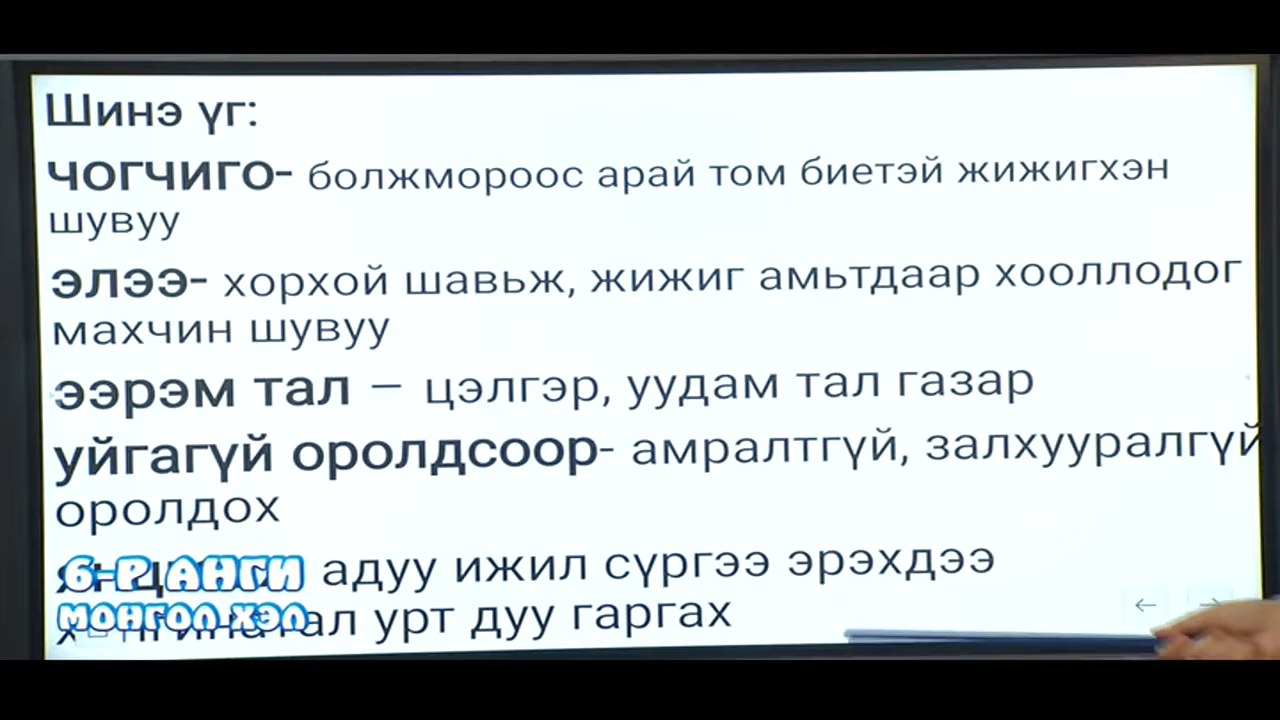 Шинэ үг:
чогчиго- болжмороос арай том биетэй жижигхэн
шувуу
элээ- хорхой шавьж, жижиг амьтдаар хооллодог
махчин шувуу
ээрэм тал – цэлгэр, уудам тал газар
уйгагүй оролдсоор- амралтгүй, залхууралгүй
оролдох
адуу ижил сүргээ эрэхдээ
урт дуу гаргах
6-Р АНГИ
МОНГОЛ ХЭЛ